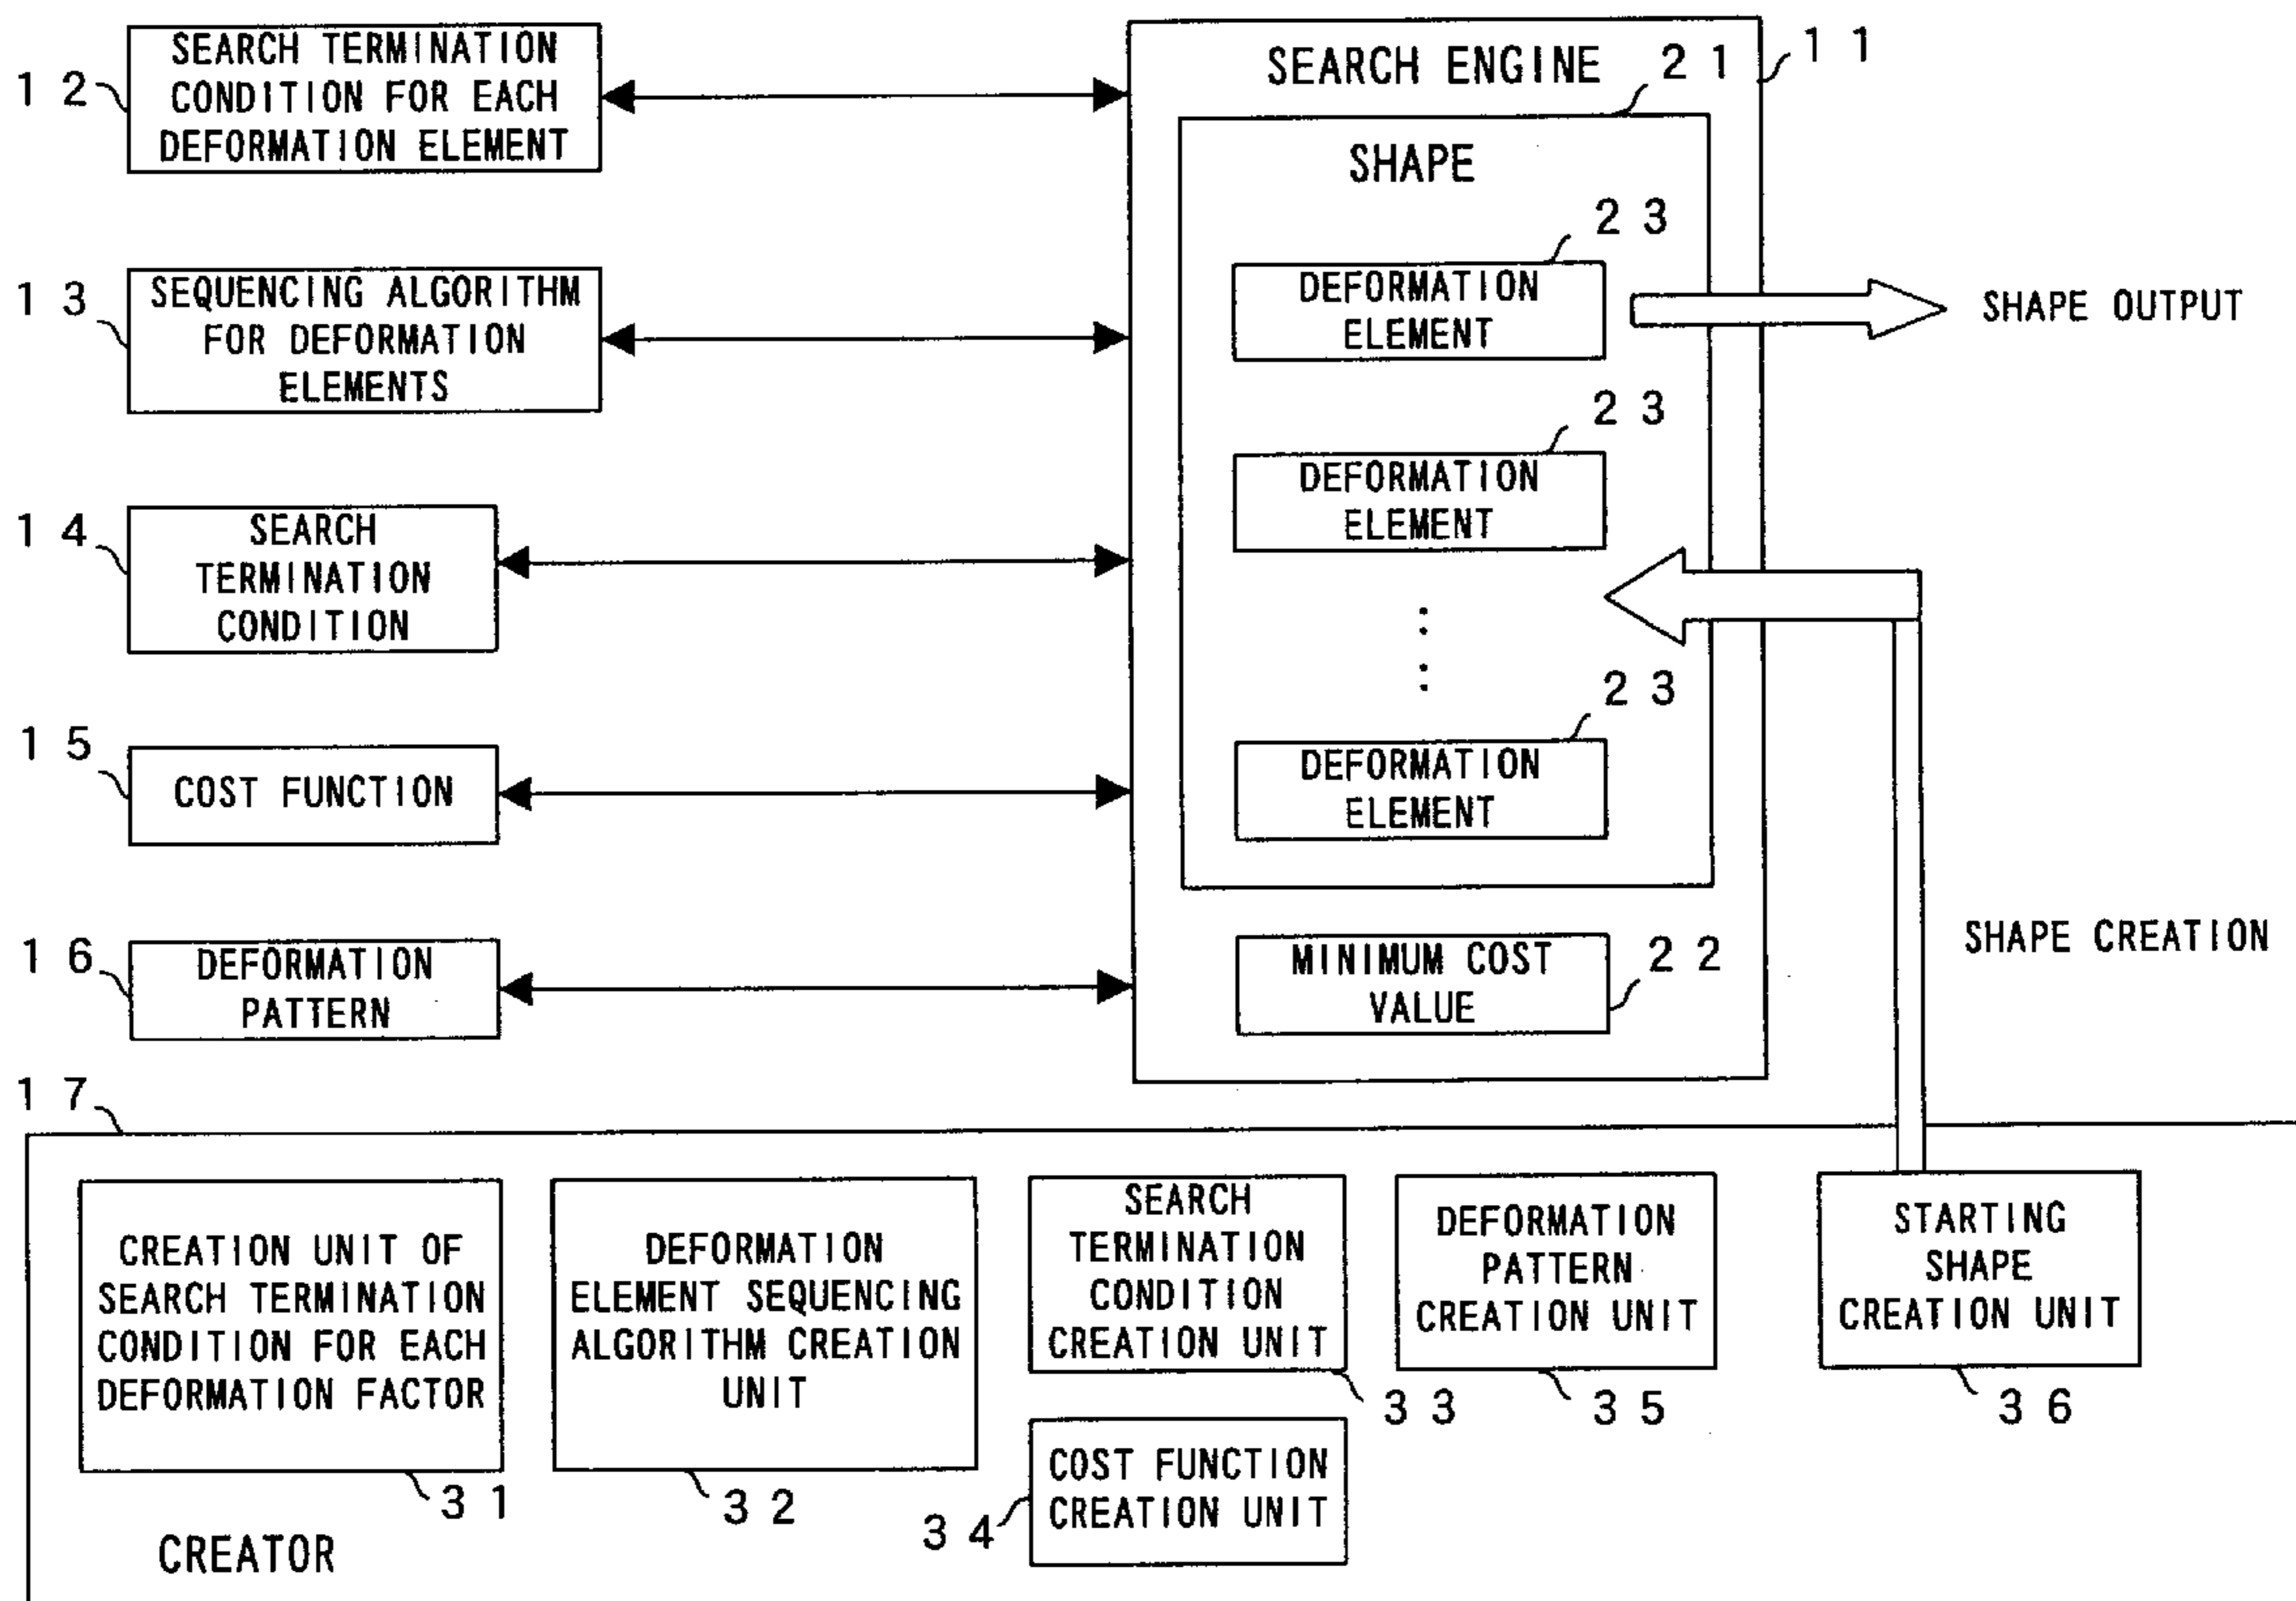 12
SEARCH TERMINATION
CONDITION FOR EACH
DEFORMATION ELEMENT
13
SEQUENCING ALGORITHM
FOR DEFORMATION
ELEMENTS
14
SEARCH
TERMINATION
CONDITION
15
COST FUNCTION
16
DEFORMATION
PATTERN
SEARCH ENGINE
11
21
SHAPE
23
DEFORMATION
ELEMENT
SHAPE OUTPUT
23
DEFORMATION
ELEMENT
23
DEFORMATION
ELEMENT
MINIMUM COST
VALUE
22
SHAPE CREATION
17
CREATION UNIT OF
SEARCH TERMINATION
CONDITION FOR EACH
DEFORMATION FACTOR
31
DEFORMATION
ELEMENT SEQUENCING
ALGORITHM CREATION
UNIT
32
SEARCH
TERMINATION
CONDITION
CREATION UNIT
33
COST FUNCTION
CREATION UNIT
34
DEFORMATION
PATTERN
CREATION UNIT
35
STARTING
SHAPE
CREATION UNIT
36
CREATOR